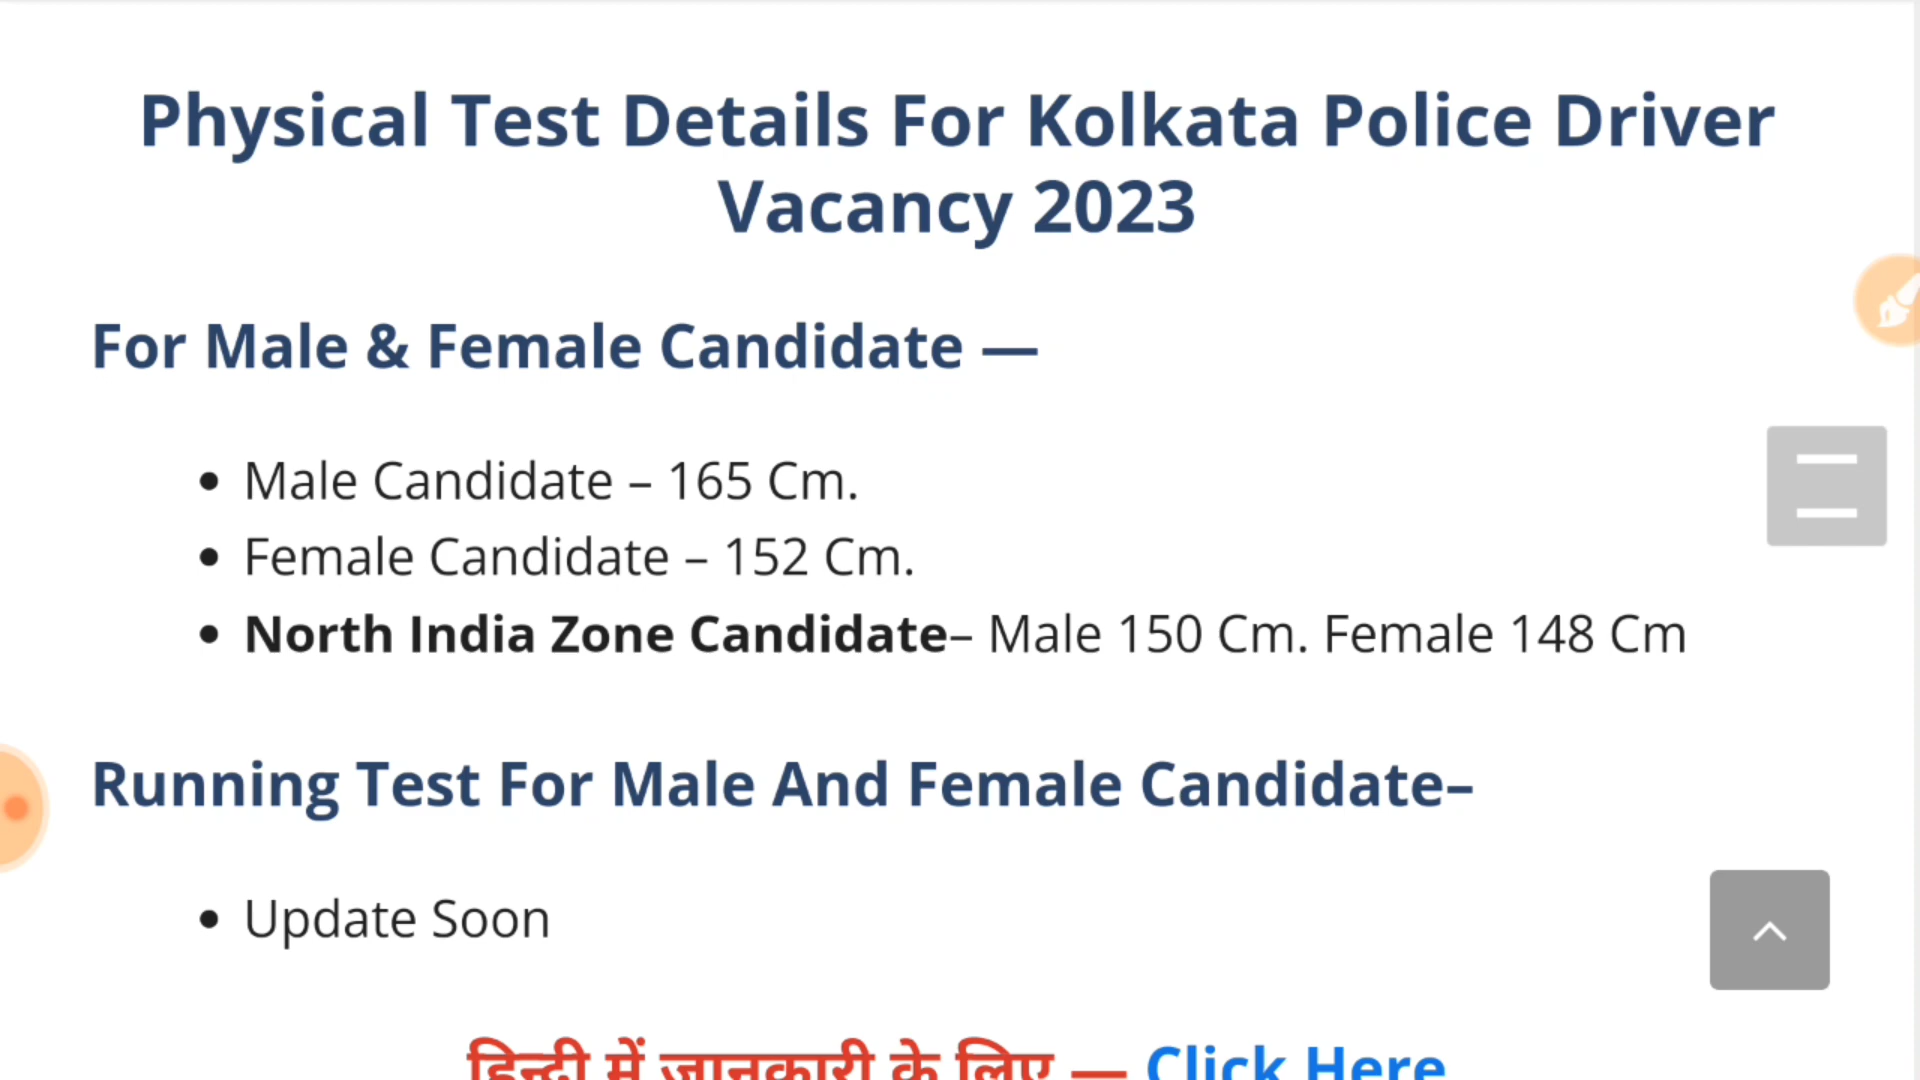 Physical Test Details For Kolkata Police Driver
Vacancy 2023
For Male & Female Candidate —
Male Candidate – 165 Cm.
Female Candidate – 152 Cm.
North India Zone Candidate– Male 150 Cm. Female 148 Cm
Running Test For Male And Female Candidate–
Update Soon
हिन्दी में जानकारी के लिए — Click Here